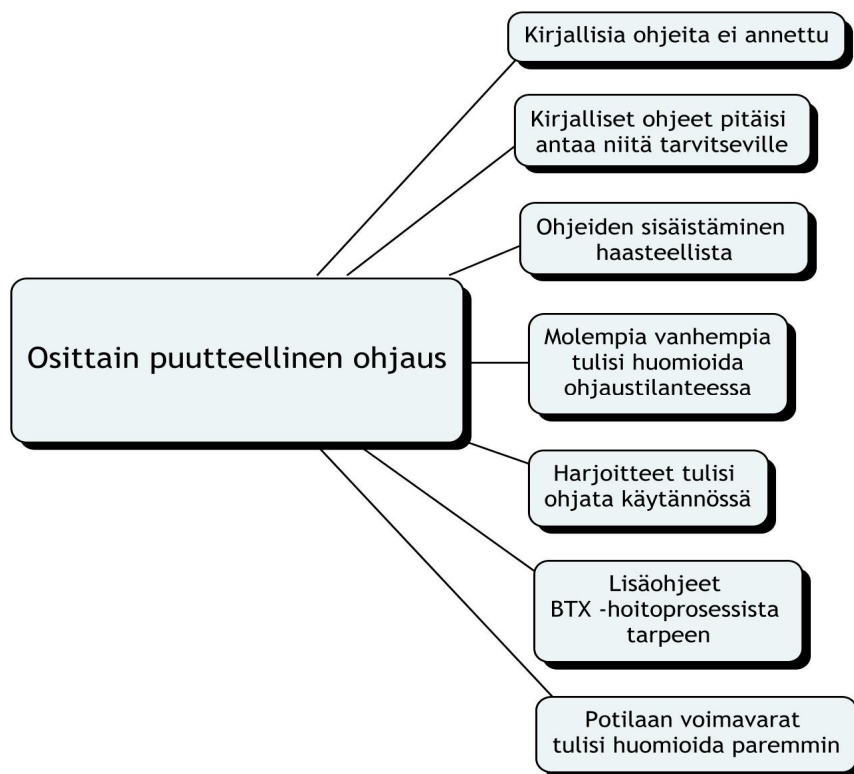 Kirjallisia ohjeita ei annettu
Kirjalliset ohjeet pitäisi
antaa niitä tarvitseville
Ohjeiden sisäistäminen
haasteellista
Osittain puutteellinen ohjaus
Molempia vanhempia
tulisi huomioida
ohjaustilanteessa
Harjoitteet tulisi
ohjata käytännössä
Lisäohjeet
BTX -hoitoprosessista
tarpeen
Potilaan voimavarat
tulisi huomioida paremmin